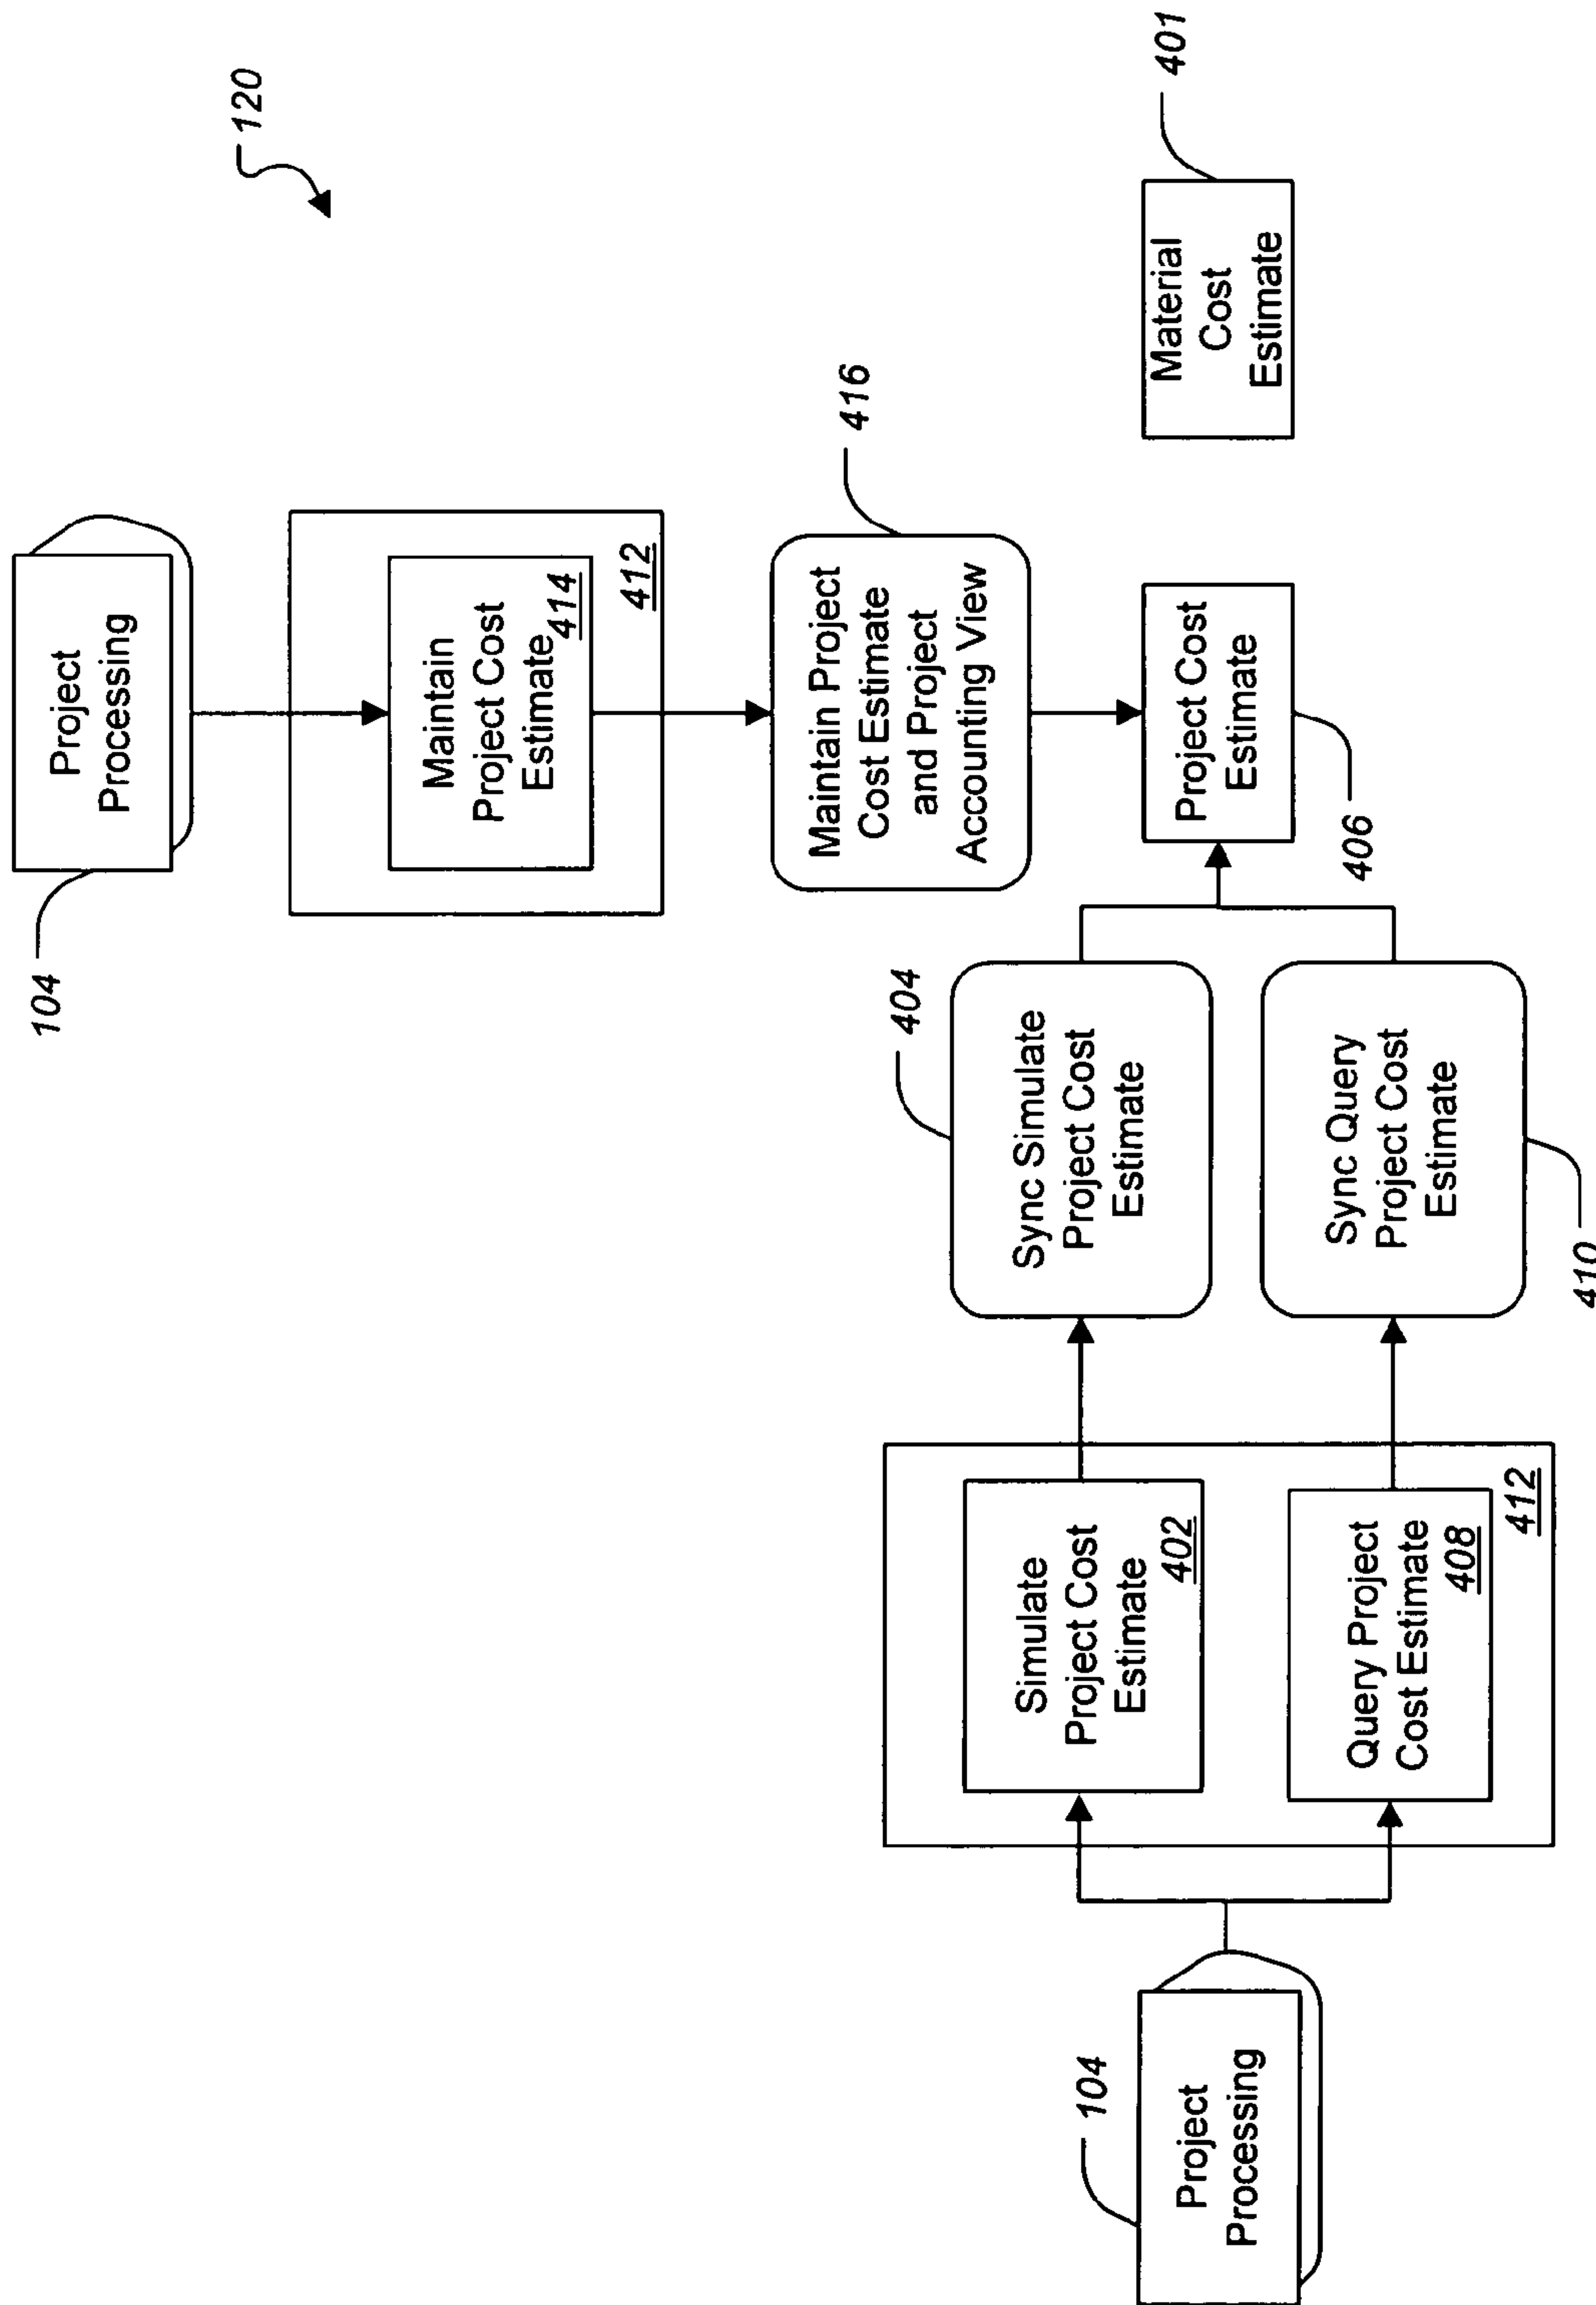 120
104
Project
Processing
Maintain
Project Cost
Estimate
414
412
Maintain Project
Cost Estimate
and Project
Accounting View
416
Project
Processing
104
Simulate
Project Cost
Estimate
402
Query Project
Cost Estimate
408
412
Sync Simulate
Project Cost
Estimate
404
Sync Query
Project Cost
Estimate
410
Project Cost
Estimate
406
Material
Cost
Estimate
401